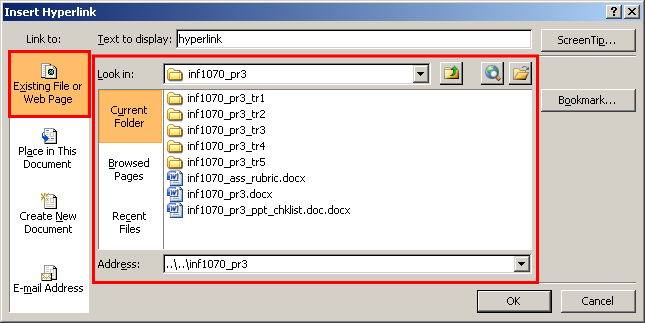 Insert Hyperlink
Link to:
Text to display: hyperlink
ScreenTip...
Existing File or
Web Page
Look in: inf1070_pr3
Bookmark...
Current
Folder
Browsed
Pages
Recent
Files
inf1070_pr3_tr1
inf1070_pr3_tr2
inf1070_pr3_tr3
inf1070_pr3_tr4
inf1070_pr3_tr5
inf1070_ass_rubric.docx
inf1070_pr3.docx
inf1070_pr3_ppt_chklist.doc.docx
Place in This
Document
Create New
Document
E-mail Address
Address: ..\..\inf1070_pr3
OK
Cancel